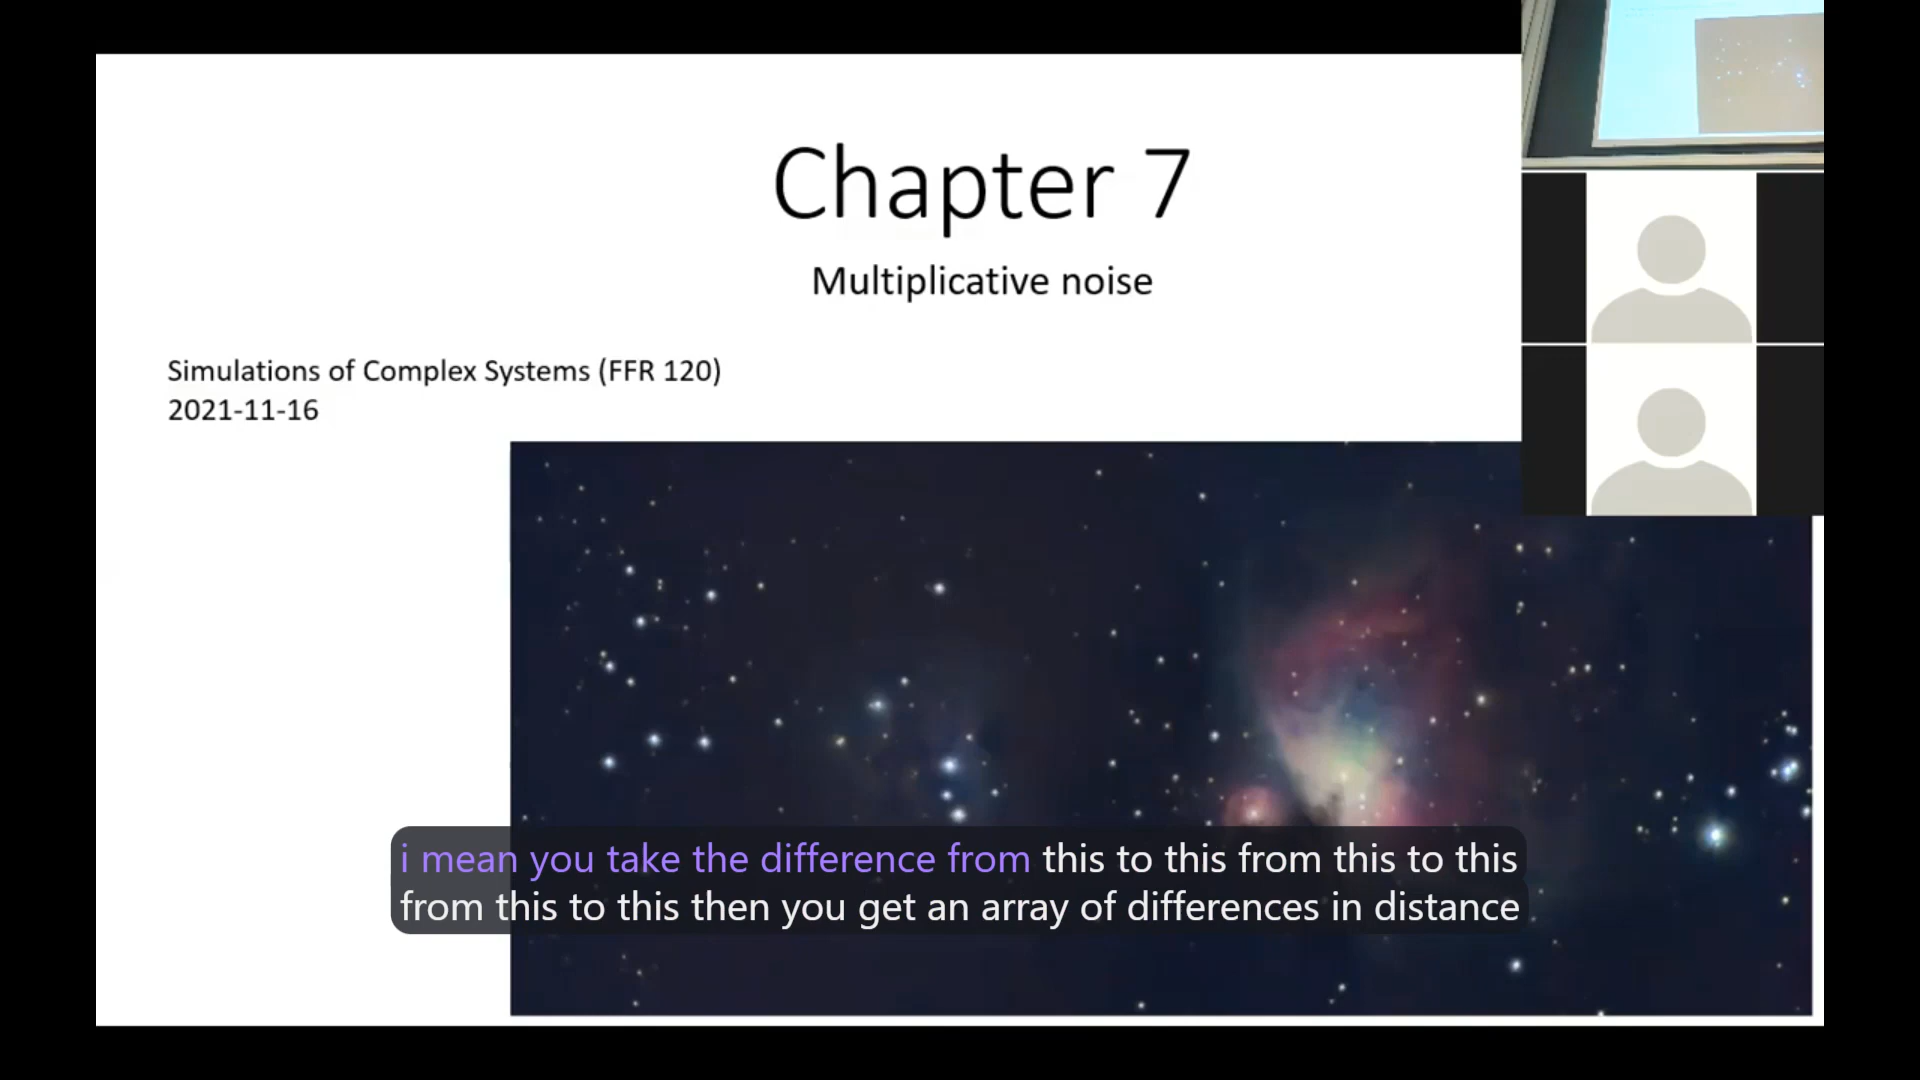 Chapter 7
Multiplicative noise
Simulations of Complex Systems (FFR 120)
2021-11-16
i mean you take the difference from this to this from this to this
from this to this then you get an array of differences in distance